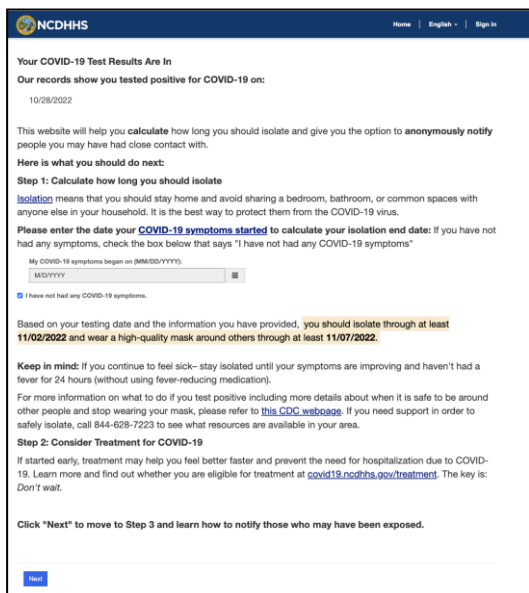 NCDHHS
Home | English | Sign in
Your COVID-19 Test Results Are In
Our records show you tested positive for COVID-19 on:
10/28/2022
This website will help you calculate how long you should isolate and give you the option to anonymously notify
people you may have had close contact with.
Here is what you should do next:
Step 1: Calculate how long you should isolate
Isolation means that you should stay home and avoid sharing a bedroom, bathroom, or common spaces with
anyone else in your household. It is the best way to protect them from the COVID-19 virus.
Please enter the date your COVID-19 symptoms started to calculate your isolation end date: If you have not
had any symptoms, check the box below that says "I have not had any COVID-19 symptoms"
My COVID-19 symptoms began on (MM/DD/YYYY):
M/D/YYYY
I have not had any COVID-19 symptoms.
Based on your testing date and the information you have provided, you should isolate through at least
11/02/2022 and wear a high-quality mask around others through at least 11/07/2022.
Keep in mind: If you continue to feel sick– stay isolated until your symptoms are improving and haven't had a
fever for 24 hours (without using fever-reducing medication).
For more information on what to do if you test positive including more details about when it is safe to be around
other people and stop wearing your mask, please refer to this CDC webpage. If you need support in order to
safely isolate, call 844-628-7223 to see what resources are available in your area.
Step 2: Consider Treatment for COVID-19
If started early, treatment may help you feel better faster and prevent the need for hospitalization due to COVID-
19. Learn more and find out whether you are eligible for treatment at covid19.ncdhhs.gov/treatment. The key is:
Don't wait.
Click "Next" to move to Step 3 and learn how to notify those who may have been exposed.
Next